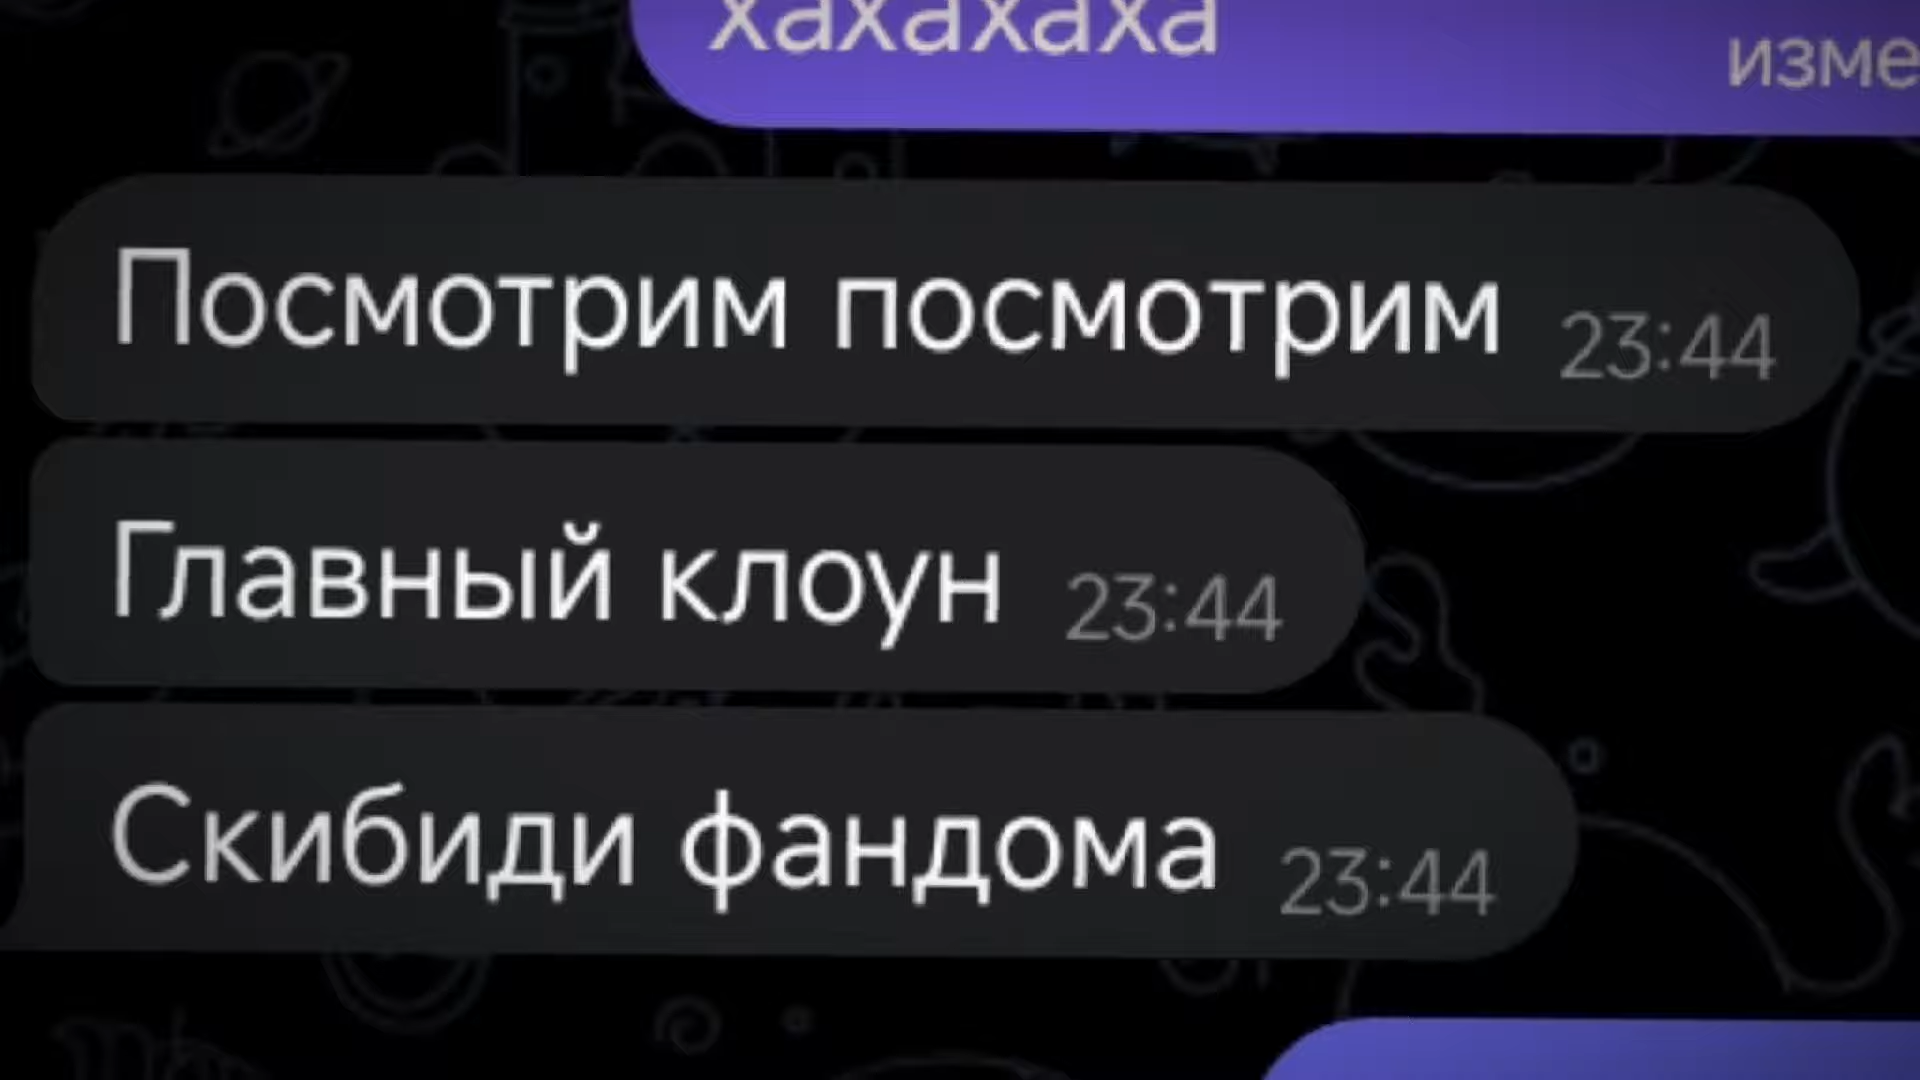 хахахаха
Посмотрим посмотрим 23:44
Главный клоун 23:44
Скибиди фандома 23:44